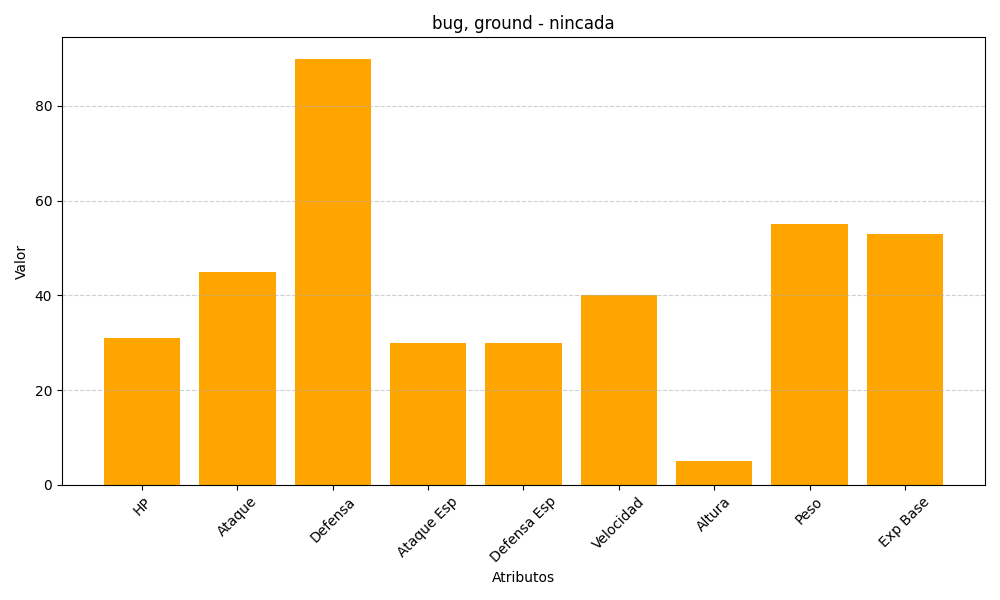 bug, ground - nincada
Valor
80
60
40
20
0
HP
Ataque
Defensa
Ataque Esp
Defensa Esp
Velocidad
Altura
Peso
Exp Base
Atributos